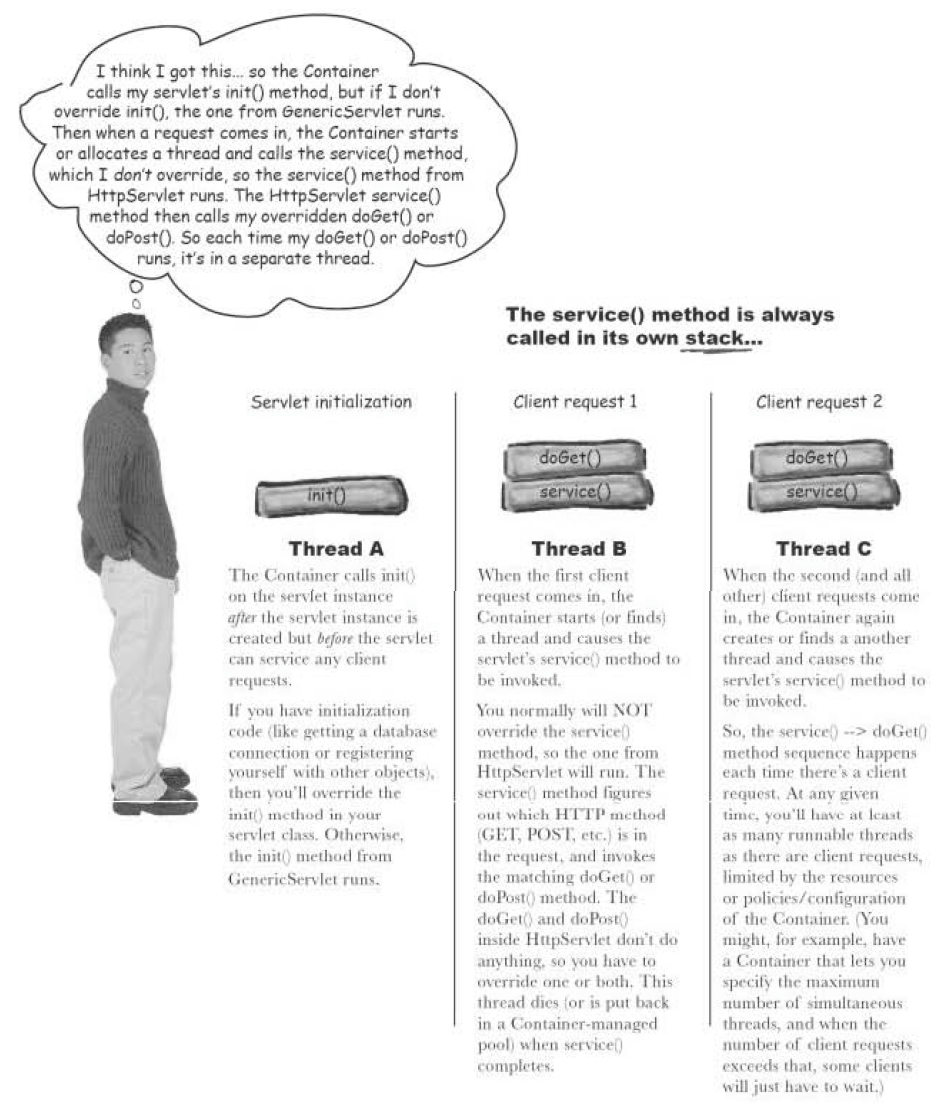 I think I got this... so the Container
calls my servlet's init() method, but if I don't
override init(), the one from GenericServlet runs.
Then when a request comes in, the Container starts
or allocates a thread and calls the service() method,
which I don't override, so the service() method from
HttpServlet runs. The HttpServlet service()
method then calls my overridden doGet() or
doPost(). So each time my doGet() or doPost()
runs, it's in a separate thread.
The service() method is always
called in its own stack...
Servlet initialization
init()
Thread A
The Container calls init()
on the servlet instance
after the servlet instance is
created but before the servlet
can service any client
requests.
If you have initialization
code (like getting a database
connection or registering
yourself with other objects),
then you'll override the
init() method in your
servlet class. Otherwise,
the init() method from
GenericServlet runs.
Client request 1
doGet()
service()
Thread B
When the first client
request comes in, the
Container starts (or finds)
a thread and causes the
servlet's service() method to
be invoked.
You normally will NOT
override the service()
method, so the one from
HttpServlet will run. The
service() method figures
out which HTTP method
(GET, POST, etc.) is in
the request, and invokes
the matching doGet() or
doPost() method. The
doGet() and doPost()
inside HttpServlet don't do
anything, so you have to
override one or both. This
thread dies (or is put back
in a Container-managed
pool) when service()
completes.
Client request 2
doGet()
service()
Thread C
When the second (and all
other) client requests come
in, the Container again
creates or finds a another
thread and causes the
servlet's service() method to
be invoked.
So, the service() --> doGet()
method sequence happens
each time there's a client
request. At any given
time, you'll have at least
as many runnable threads
as there are client requests,
limited by the resources
or policies/configuration
of the Container. (You
might, for example, have
a Container that lets you
specify the maximum
number of simultaneous
threads, and when the
number of client requests
exceeds that, some clients
will just have to wait.)